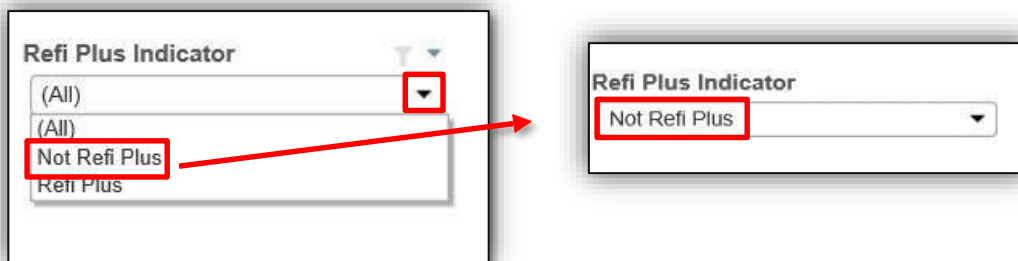 Refi Plus Indicator
(All)
(All)
Not Refi Plus
Refi Plus
Refi Plus Indicator
Not Refi Plus